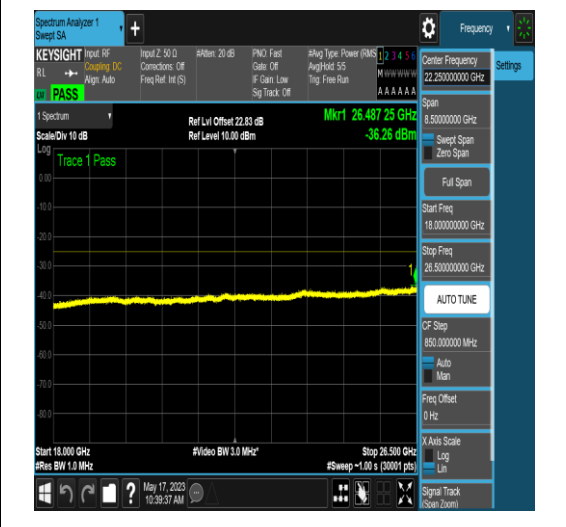 Spectrum Analyzer 1
Swept SA
Frequency
KEYSIGHT
RL
PASS
Input: RF
Coupling: DC
Align: Auto
Input Z: 50 Ω
Corrections: Off
Freq Ref: Int (S)
#Atten: 20 dB
PNO: Fast
Gate: Off
IF Gain: Low
Sig Track: Off
#Avg Type: Power (RMS
Avg|Hold: 5/5
Trig: Free Run
1 2 3 4 5 6
M w w w w w
A A A A A A
1 Spectrum
Scale/Div 10 dB
Log
Ref Lvl Offset 22.83 dB
Ref Level 10.00 dBm
Mkr1 26.487 25 GHz
-36.26 dBm
Trace 1 Pass
0.00
-10.0
-20.0
-30.0
-40.0
-50.0
-60.0
-70.0
-80.0
1
Start 18.000 GHz
#Res BW 1.0 MHz
#Video BW 3.0 MHz*
Stop 26.500 GHz
#Sweep ~1.00 s (30001 pts)
May 17, 2023
10:39:37 AM
Center Frequency
22.250000000 GHz
Settings
Span
8.50000000 GHz
Swept Span
Zero Span
Full Span
Start Freq
18.000000000 GHz
Stop Freq
26.500000000 GHz
AUTO TUNE
CF Step
850.000000 MHz
Auto
Man
Freq Offset
0 Hz
X Axis Scale
Log
Lin
Signal Track
(Span Zoom)